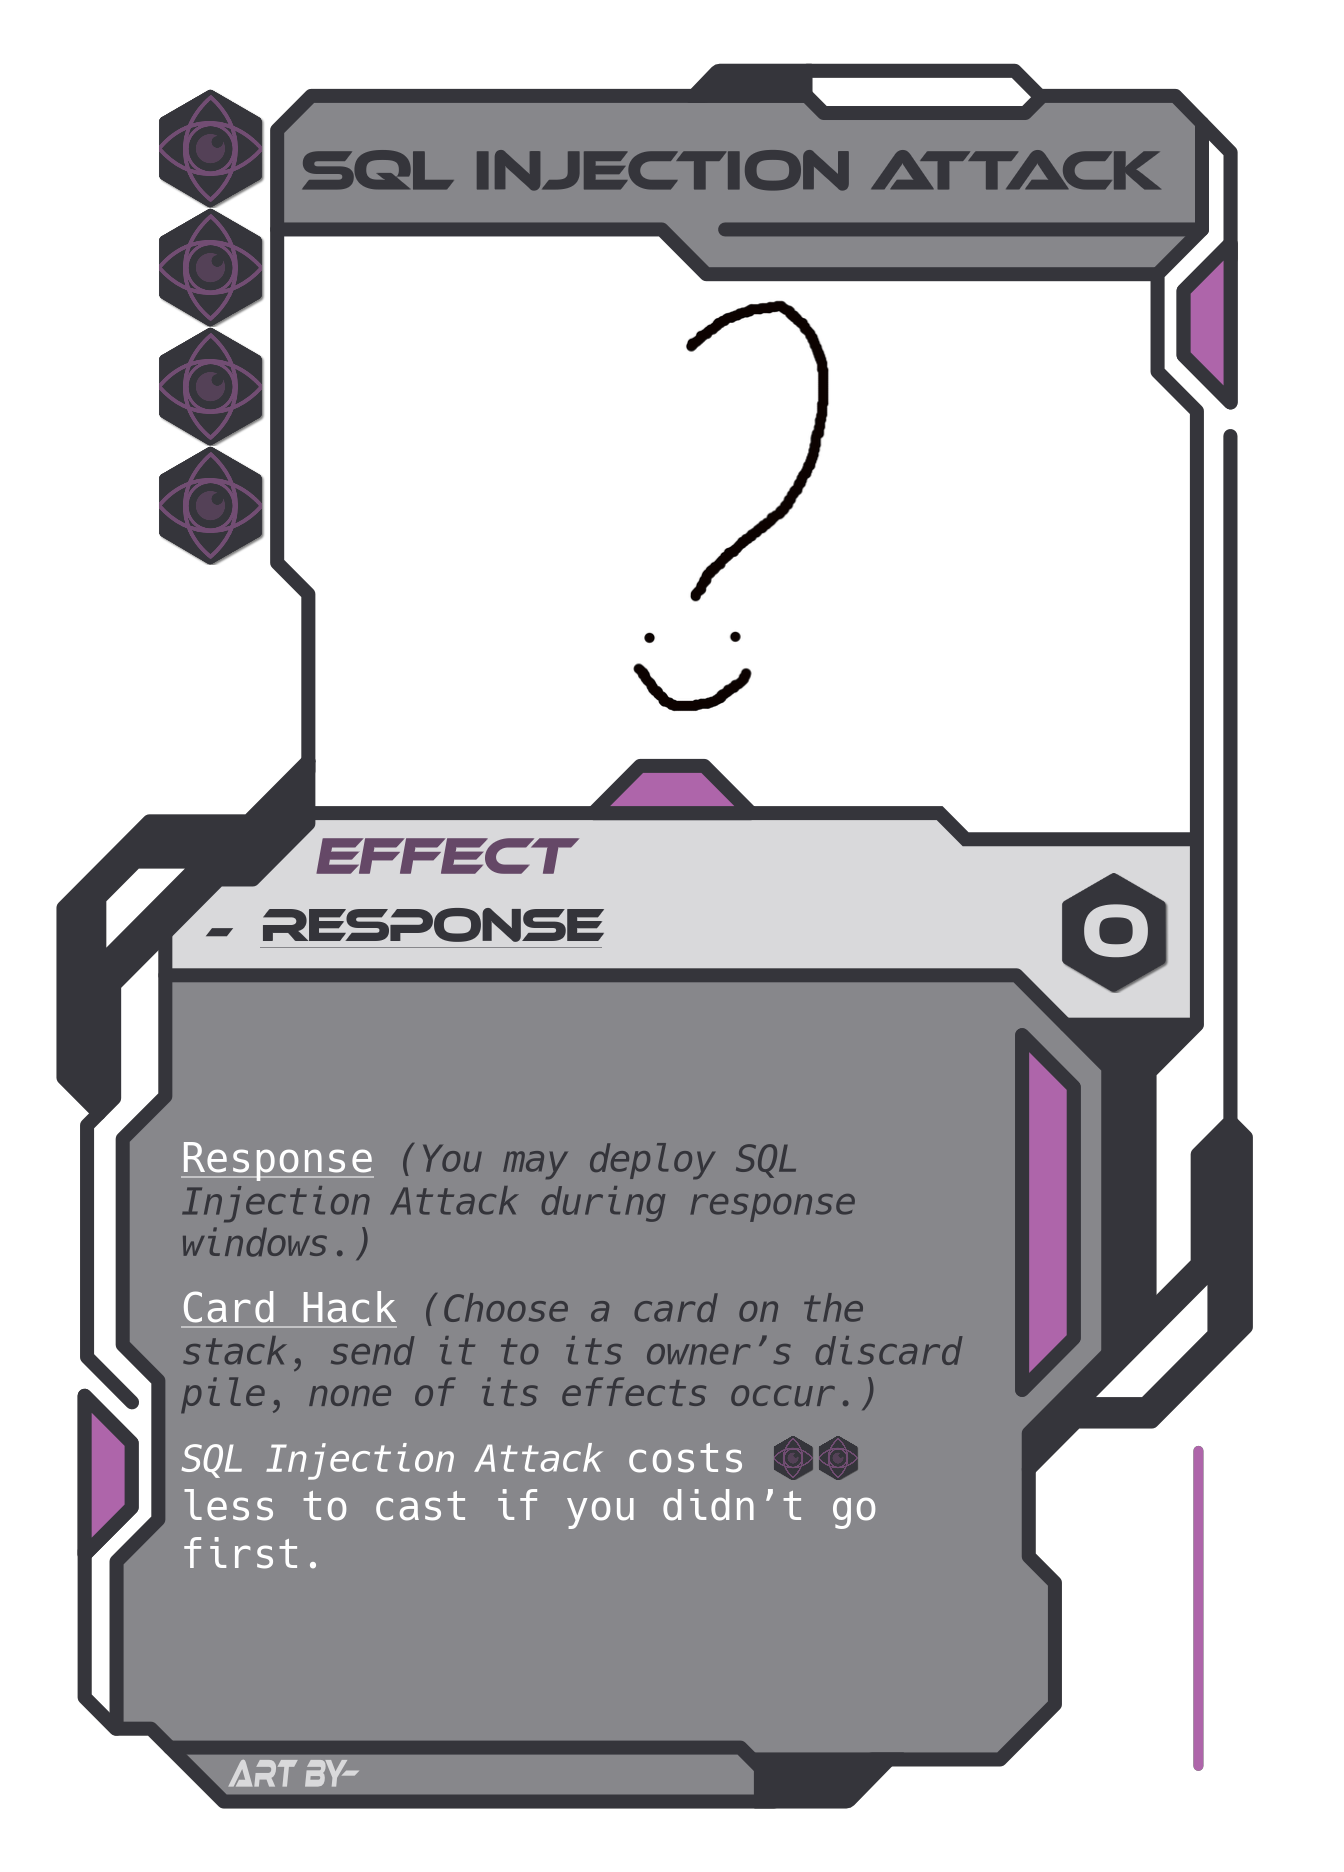 SQL INJECTION ATTACK
EFFECT
- RESPONSE
0
Response (You may deploy SQL
Injection Attack during response
windows.)
Card Hack (Choose a card on the
stack, send it to its owner’s discard
pile, none of its effects occur.)
SQL Injection Attack costs
less to cast if you didn’t go
first.
ART BY-